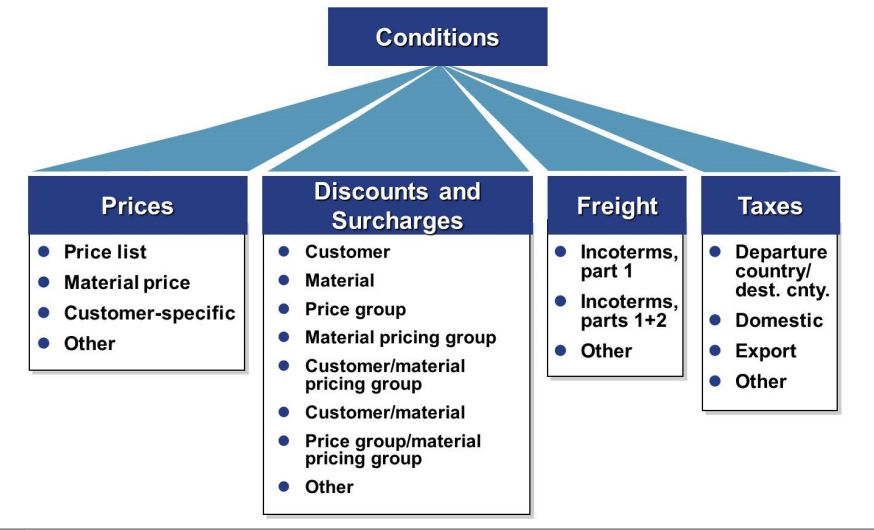 Conditions
Prices
Price list
Material price
Customer-specific
Other
Discounts and
Surcharges
Customer
Material
Price group
Material pricing group
Customer/material
pricing group
Customer/material
Price group/material
pricing group
Other
Freight
Incoterms,
part 1
Incoterms,
parts 1+2
Other
Taxes
Departure
country/
dest. cnty.
Domestic
Export
Other